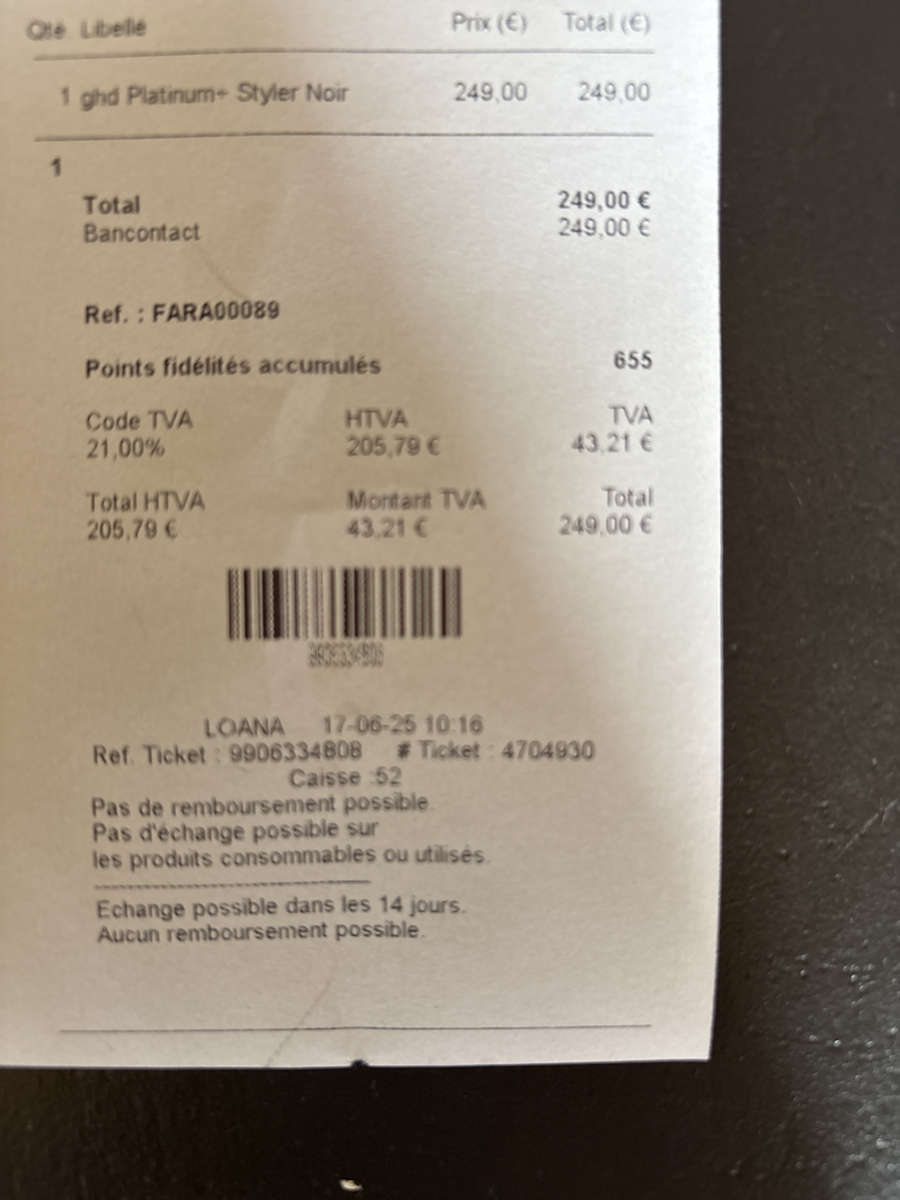 Qté Libellé Prix (€) Total (€)
1 ghd Platinum+ Styler Noir 249,00 249,00
1
Total 249,00 €
Bancontact 249,00 €
Ref. : FARA00089
Points fidélités accumulés 655
Code TVA HTVA TVA
21,00% 205,79 € 43,21 €
Total HTVA Montant TVA Total
205,79 € 43,21 € 249,00 €
LOANA 17-06-25 10:16
Ref. Ticket : 9906334808 # Ticket : 4704930
Caisse :52
Pas de remboursement possible.
Pas d'échange possible sur
les produits consommables ou utilisés.
Echange possible dans les 14 jours.
Aucun remboursement possible.